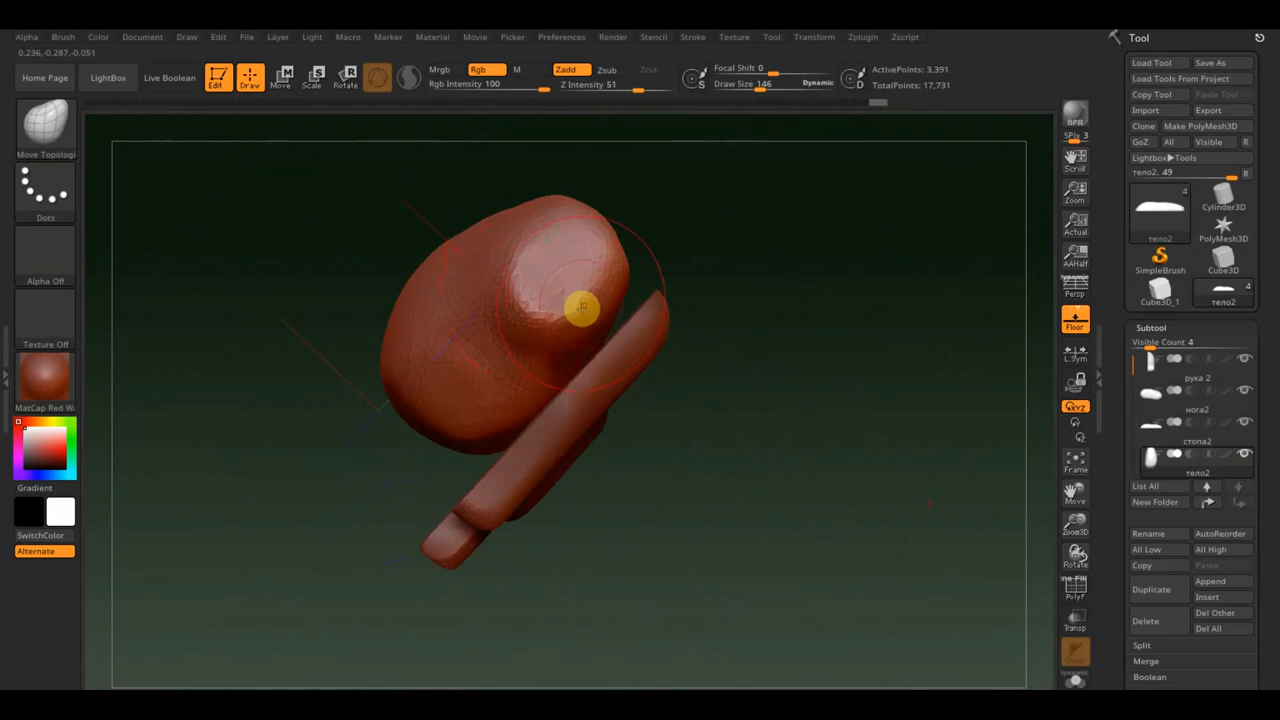 Alpha Brush Color Document Draw Edit File Layer Light Macro Marker Material Movie Picker Preferences Render Stencil Stroke Texture Tool Transform Zplugin Zscript
Tool
0.236,-0.287,-0.051
Home Page LightBox Live Boolean Edit Draw Move Scale Rotate
Mrgb Rgb M
Rgb Intensity 100
Zadd Zsub Zcut
Z Intensity 51
S
Focal Shift 0
Draw Size 146 Dynamic
D
ActivePoints: 3,391
TotalPoints: 17,731
Move Topologi
Dots
Alpha Off
Texture Off
MatCap Red W
Gradient
SwitchColor
Alternate
BPR
SPix 3
Scroll
Zoom
Actual
AAHalf
Dynamic
Persp
Floor
L.Sym
XYZ
Y
Z
Frame
Move
Zoom3D
Rotate
PolyF
Transp
Ghost
Dynamic
Load Tool Save As
Load Tools From Project
Copy Tool Paste Tool
Import Export
Clone Make PolyMesh3D
GoZ All Visible R
Lightbox▶Tools
тело2. 49 R
4
тело2
Cylinder3D
PolyMesh3D
SimpleBrush Cube3D
4
Cube3D_1 тело2
Subtool
Visible Count 4
рука 2
нога2
стопа2
тело2
List All
New Folder
Rename AutoReorder
All Low All High
Copy Paste
Duplicate
Append
Insert
Delete
Del Other
Del All
Split
Merge
Boolean